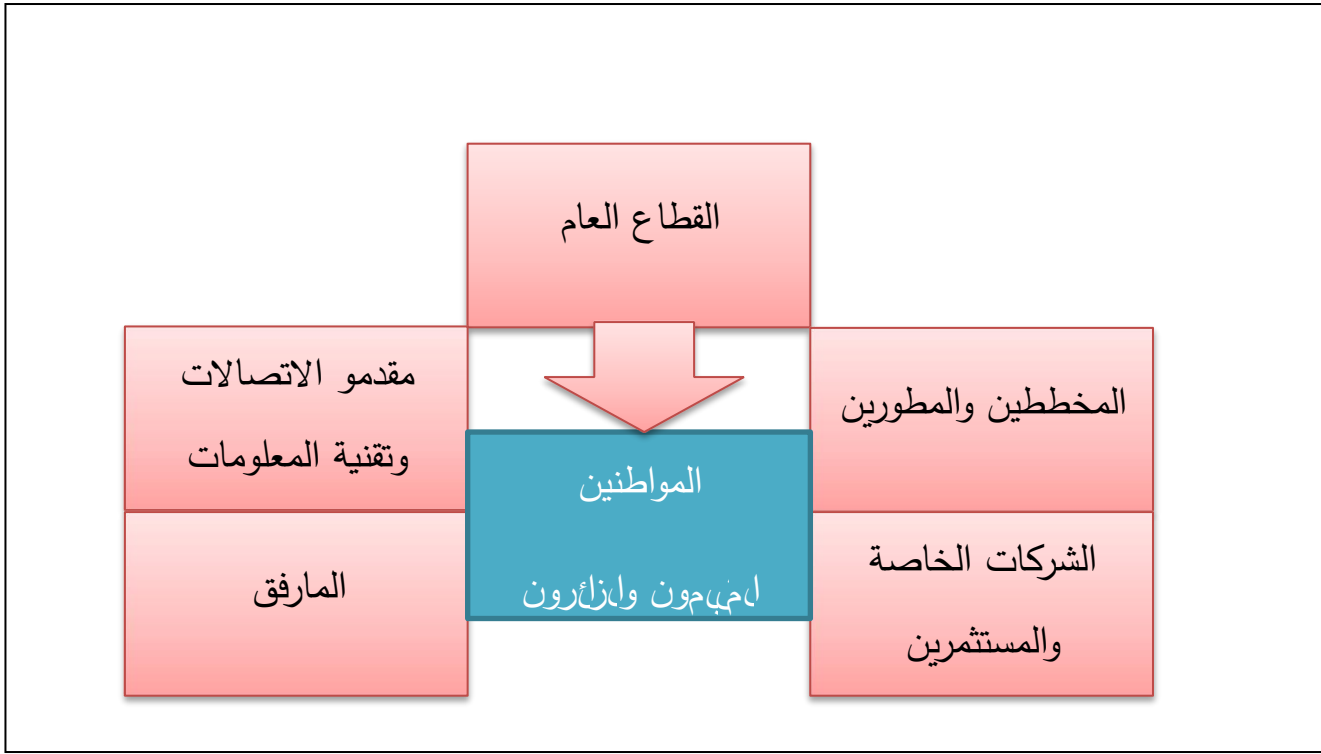 القطاع العام
المخططين والمطورين
مقدمو الاتصالات
وتقنية المعلومات
المواطنين
الشركات الخاصة
والمستثمرين
المارفق